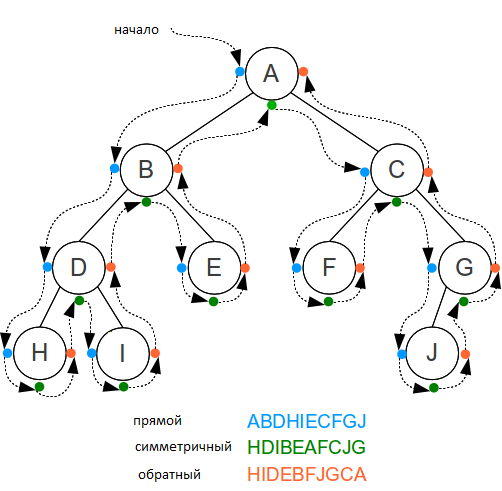 начало
A
B
C
D
E
F
G
H
I
J
прямой ABDHIECFGJ
симметричный HDIBEAFCJG
обратный HIDEBFJGCA